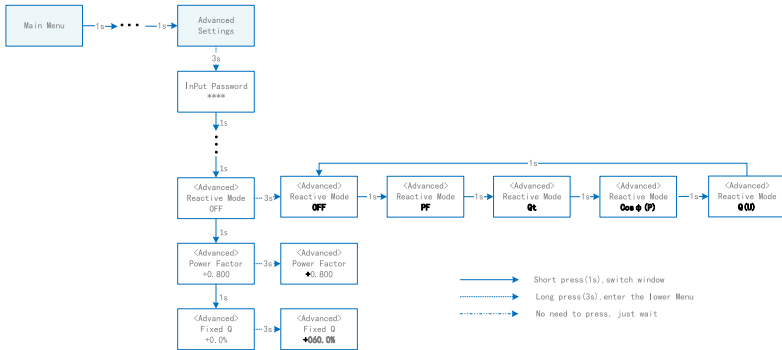 Main Menu
1s
• • •
1s
Advanced
Settings
3s
InPut Password
****
1s
1s
1s
<Advanced>
Reactive Mode
OFF
3s
<Advanced>
Reactive Mode
OFF
1s
<Advanced>
Reactive Mode
PF
1s
<Advanced>
Reactive Mode
Qt
1s
<Advanced>
Reactive Mode
Cos φ (P)
1s
<Advanced>
Reactive Mode
Q(U)
1s
<Advanced>
Power Factor
+0.800
3s
<Advanced>
Power Factor
+0.800
1s
<Advanced>
Fixed Q
+0.0%
3s
<Advanced>
Fixed Q
+060.0%
Short press(1s),switch window
Long press(3s),enter the lower Menu
No need to press, just wait